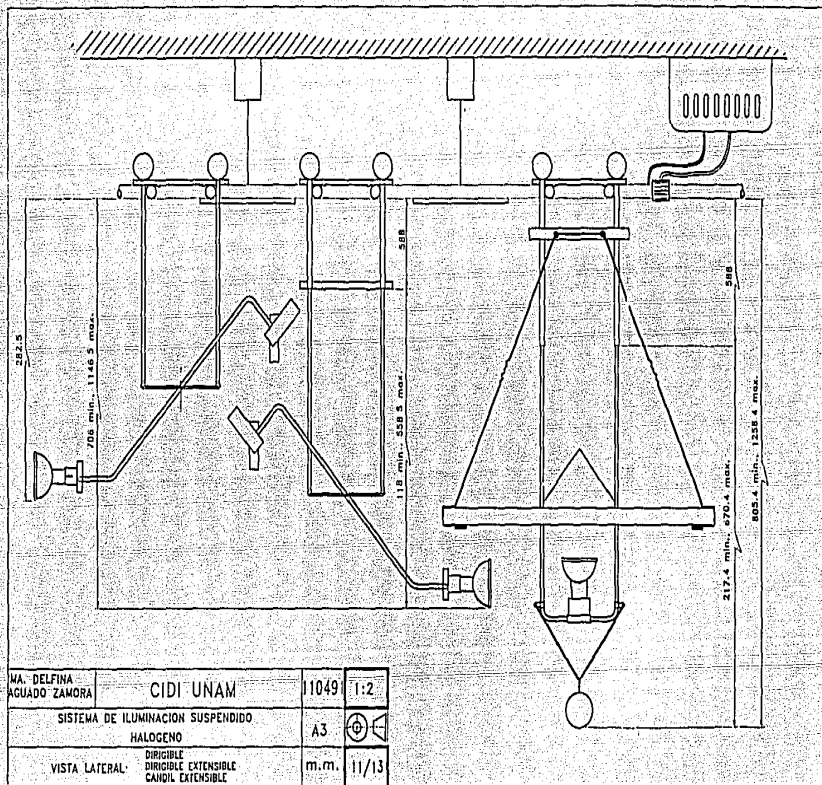 588
588
282.5
706 min., 1146.5 max.
118 min., 558.5 max.
217.4 min., 670.4 max.
805.4 min., 1258.4 max.
MA. DELFINA
AGUADO ZAMORA
CIDI UNAM
110491
1:2
SISTEMA DE ILUMINACION SUSPENDIDO
HALOGENO
A3
VISTA LATERAL:
DIRIGIBLE
DIRIGIBLE EXTENSIBLE
CANDIL EXTENSIBLE
m.m.
11/13